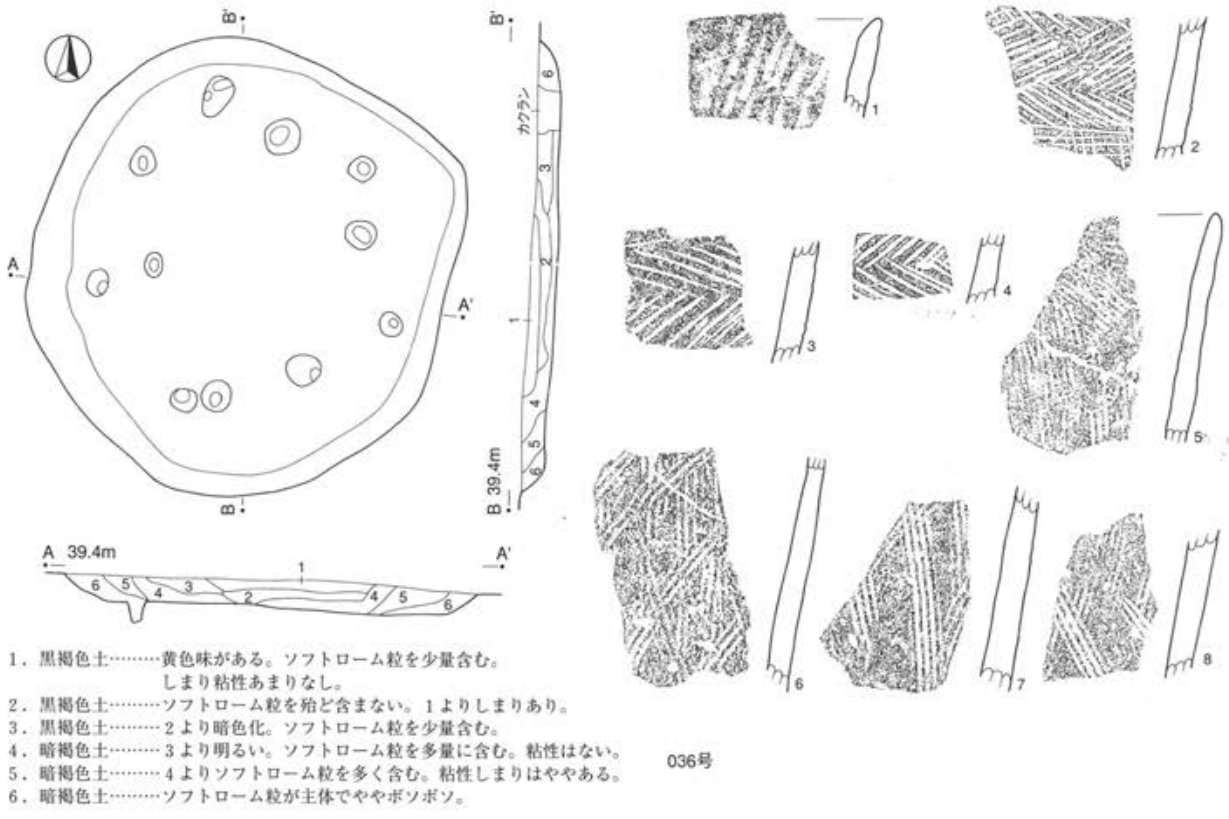 B'
A
A'
B
B'
6
カクラン
3
2
1
4
5
6
B 39.4m
A 39.4m
A'
1
6
5
4
3
2
4
5
6
1. 黒褐色土………黄色味がある。ソフトローム粒を少量含む。
しまり粘性あまりなし。
2. 黒褐色土………ソフトローム粒を殆ど含まない。1よりしまりあり。
3. 黒褐色土………2より暗色化。ソフトローム粒を少量含む。
4. 暗褐色土………3より明るい。ソフトローム粒を多量に含む。粘性はない。
5. 暗褐色土………4よりソフトローム粒を多く含む。粘性しまりはややある。
6. 暗褐色土………ソフトローム粒が主体でややボソボソ。
1
2
3
4
5
6
7
8
036号